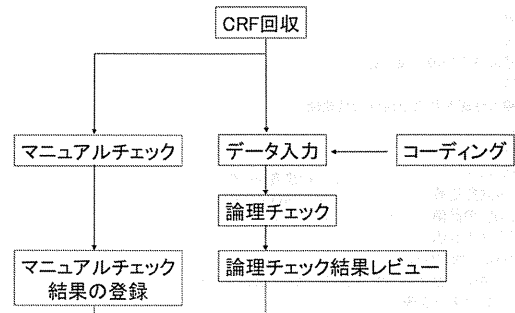 CRF回収
マニュアルチェック
データ入力
コーディング
論理チェック
マニュアルチェック
結果の登録
論理チェック結果レビュー